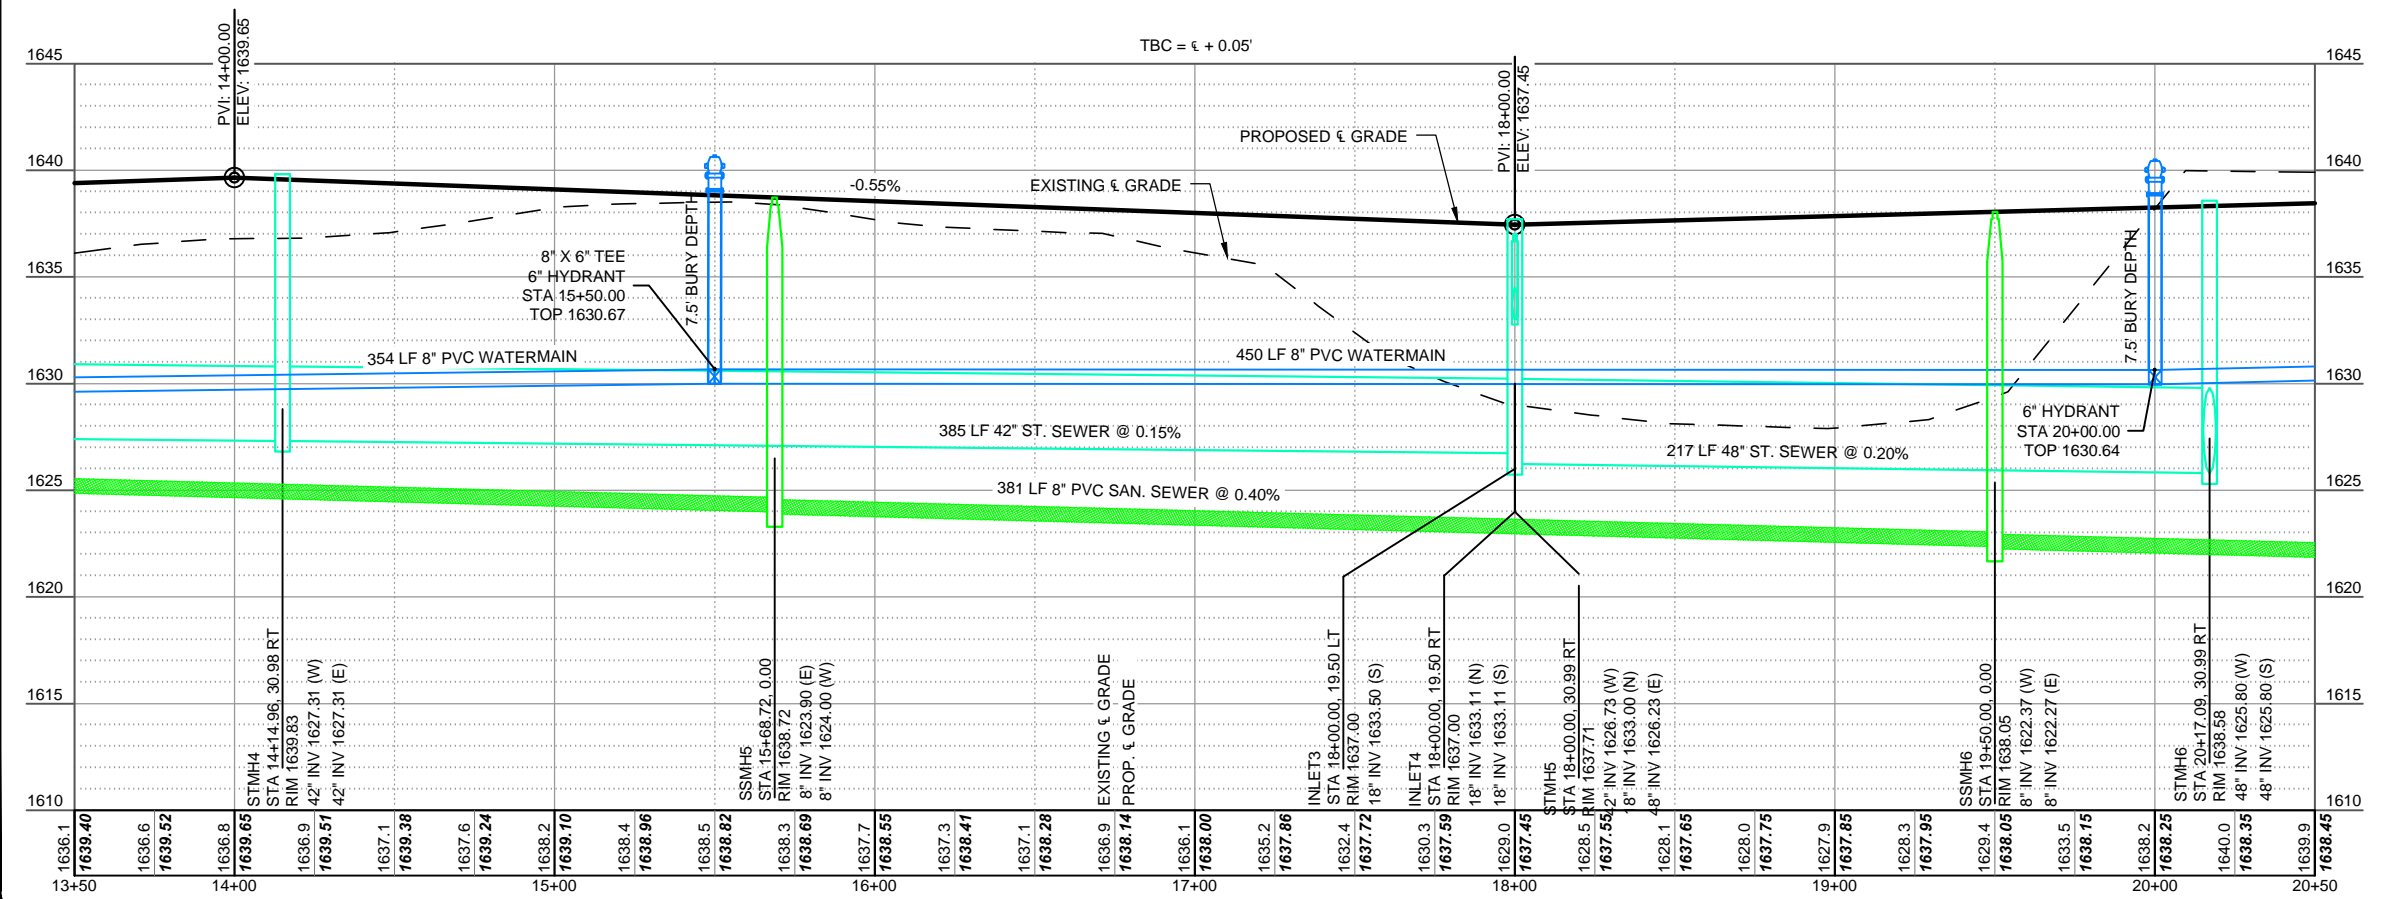 TBC = ℄ + 0.05'
PVI: 14+00.00
ELEV: 1639.65
PVI: 18+00.00
ELEV: 1637.45
1645
1640
1635
1630
1625
1620
1615
1610
1645
1640
1635
1630
1625
1620
1615
1610
PROPOSED ℄ GRADE
EXISTING ℄ GRADE
-0.55%
8" X 6" TEE
6" HYDRANT
STA 15+50.00
TOP 1630.67
7.5' BURY DEPTH
7.5' BURY DEPTH
354 LF 8" PVC WATERMAIN
450 LF 8" PVC WATERMAIN
6" HYDRANT
STA 20+00.00
TOP 1630.64
385 LF 42" ST. SEWER @ 0.15%
217 LF 48" ST. SEWER @ 0.20%
381 LF 8" PVC SAN. SEWER @ 0.40%
STMH4
STA 14+14.96, 30.98 RT
RIM 1639.83
42" INV 1627.31 (W)
42" INV 1627.31 (E)
SSMH5
STA 15+68.72, 0.00
RIM 1638.72
8" INV 1623.90 (E)
8" INV 1624.00 (W)
EXISTING ℄ GRADE
PROP. ℄ GRADE
INLET3
STA 18+00.00, 19.50 LT
RIM 1637.00
18" INV 1633.50 (S)
INLET4
STA 18+00.00, 19.50 RT
RIM 1637.00
18" INV 1633.11 (N)
18" INV 1633.11 (S)
STMH5
STA 18+00.00, 30.99 RT
RIM 1637.71
42" INV 1626.73 (W)
18" INV 1633.00 (N)
48" INV 1626.23 (E)
SSMH6
STA 19+50.00, 0.00
RIM 1638.05
8" INV 1622.37 (W)
8" INV 1622.27 (E)
STMH6
STA 20+17.09, 30.99 RT
RIM 1638.58
48" INV 1625.80 (W)
48" INV 1625.80 (S)
1636.1
1639.40
1636.6
1639.52
1636.8
1639.65
1636.9
1639.51
1637.1
1639.38
1637.6
1639.24
1638.2
1639.10
1638.4
1638.96
1638.5
1638.82
1638.3
1638.69
1637.7
1638.55
1637.3
1638.41
1637.1
1638.28
1636.9
1638.14
1636.1
1638.00
1635.2
1637.86
1632.4
1637.72
1630.3
1637.59
1629.0
1637.45
1628.5
1637.55
1628.1
1637.65
1628.0
1637.75
1627.9
1637.85
1628.3
1637.95
1629.4
1638.05
1633.5
1638.15
1638.2
1638.25
1640.0
1638.35
1639.9
1638.45
13+50
14+00
15+00
16+00
17+00
18+00
19+00
20+00
20+50